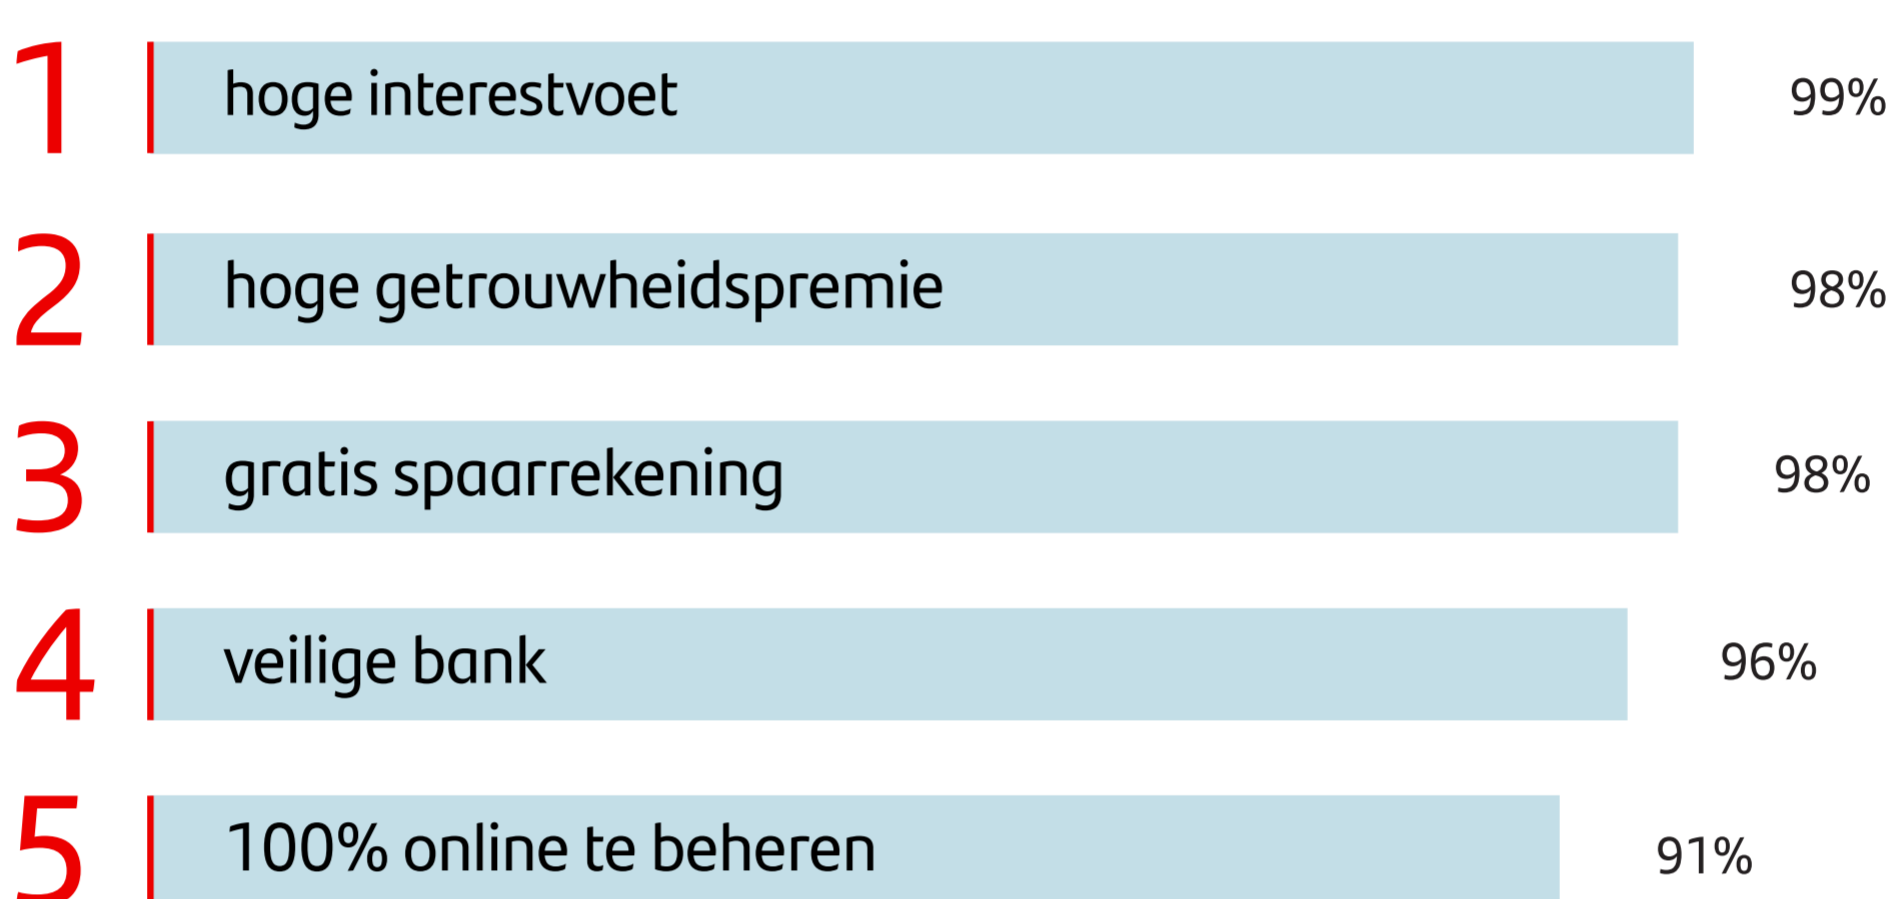 1 hoge interestvoet 99%
2 hoge getrouwheidspremie 98%
3 gratis spaarrekening 98%
4 veilige bank 96%
5 100% online te beheren 91%